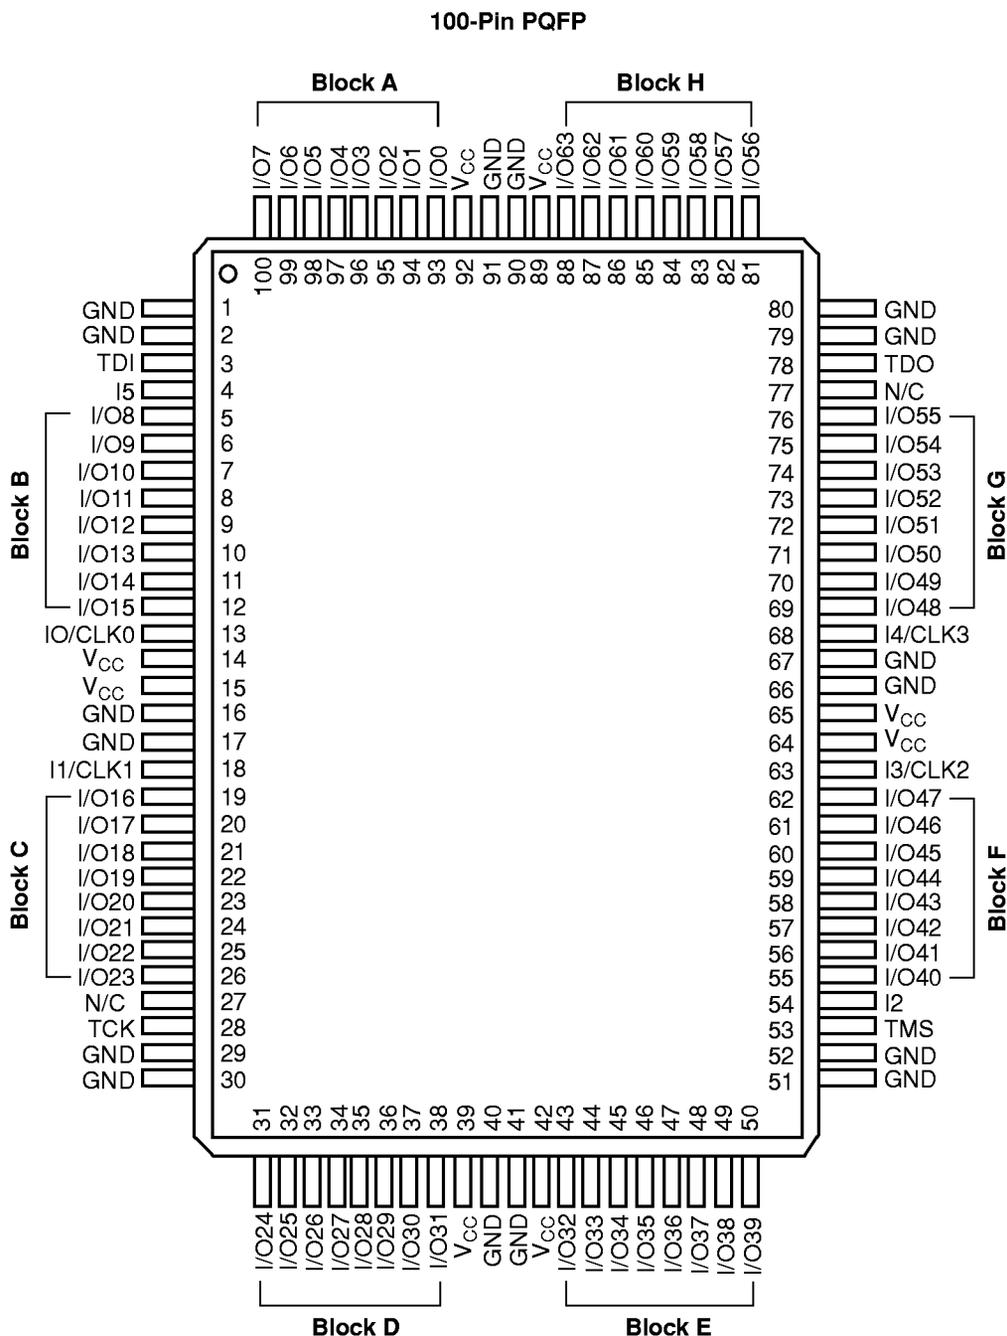 100-Pin PQFP
Block A
Block H
I/O7
I/O6
I/O5
I/O4
I/O3
I/O2
I/O1
I/O0
VCC
GND
GND
VCC
I/O63
I/O62
I/O61
I/O60
I/O59
I/O58
I/O57
I/O56
100
99
98
97
96
95
94
93
92
91
90
89
88
87
86
85
84
83
82
81
Block B
Block C
GND 1
GND 2
TDI 3
I5 4
I/O8 5
I/O9 6
I/O10 7
I/O11 8
I/O12 9
I/O13 10
I/O14 11
I/O15 12
IO/CLK0 13
VCC 14
VCC 15
GND 16
GND 17
I1/CLK1 18
I/O16 19
I/O17 20
I/O18 21
I/O19 22
I/O20 23
I/O21 24
I/O22 25
I/O23 26
N/C 27
TCK 28
GND 29
GND 30
80 GND
79 GND
78 TDO
77 N/C
76 I/O55
75 I/O54
74 I/O53
73 I/O52
72 I/O51
71 I/O50
70 I/O49
69 I/O48
68 I4/CLK3
67 GND
66 GND
65 VCC
64 VCC
63 I3/CLK2
62 I/O47
61 I/O46
60 I/O45
59 I/O44
58 I/O43
57 I/O42
56 I/O41
55 I/O40
54 I2
53 TMS
52 GND
51 GND
Block G
Block F
31
32
33
34
35
36
37
38
39
40
41
42
43
44
45
46
47
48
49
50
I/O24
I/O25
I/O26
I/O27
I/O28
I/O29
I/O30
I/O31
VCC
GND
GND
VCC
I/O32
I/O33
I/O34
I/O35
I/O36
I/O37
I/O38
I/O39
Block D
Block E